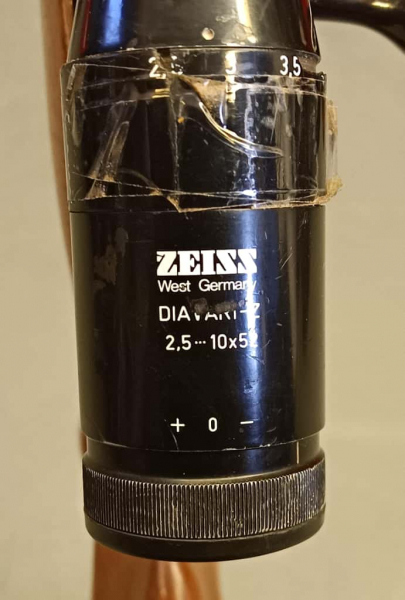 2,5 3,5
ZEISS
West Germany
DIAVARI-Z
2,5···10x52
+ 0 −